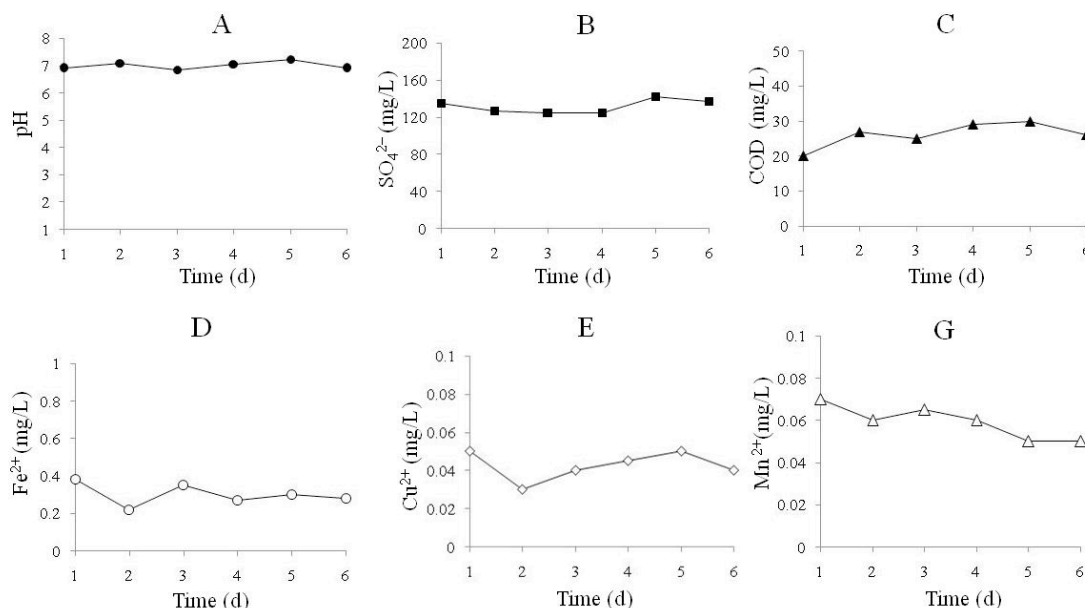 A
8
7
6
5
4
3
2
1
pH
1 2 3 4 5 6
Time (d)
B
200
160
120
80
40
0
SO₄²⁻ (mg/L)
1 2 3 4 5 6
Time (d)
C
50
40
30
20
10
0
COD (mg/L)
1 2 3 4 5 6
Time (d)
D
1
0.8
0.6
0.4
0.2
0
Fe²⁺ (mg/L)
1 2 3 4 5 6
Time (d)
E
0.1
0.08
0.06
0.04
0.02
0
Cu²⁺ (mg/L)
1 2 3 4 5 6
Time (d)
G
0.1
0.08
0.06
0.04
0.02
0
Mn²⁺(mg/L)
1 2 3 4 5 6
Time (d)